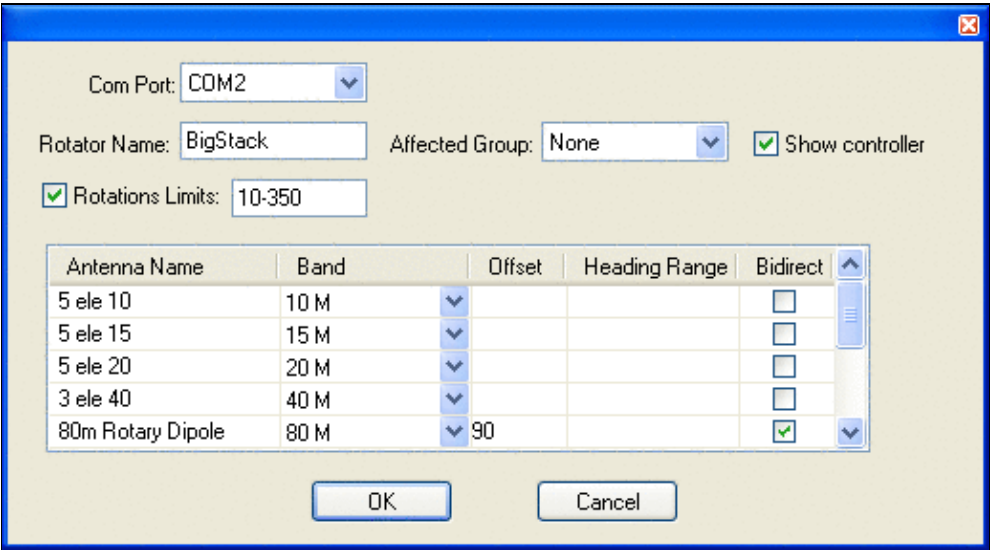 Com Port: COM2
Rotator Name: BigStack Affected Group: None Show controller
Rotations Limits: 10-350
Antenna Name Band Offset Heading Range Bidirect
5 ele 10 10 M
5 ele 15 15 M
5 ele 20 20 M
3 ele 40 40 M
80m Rotary Dipole 80 M 90
OK Cancel